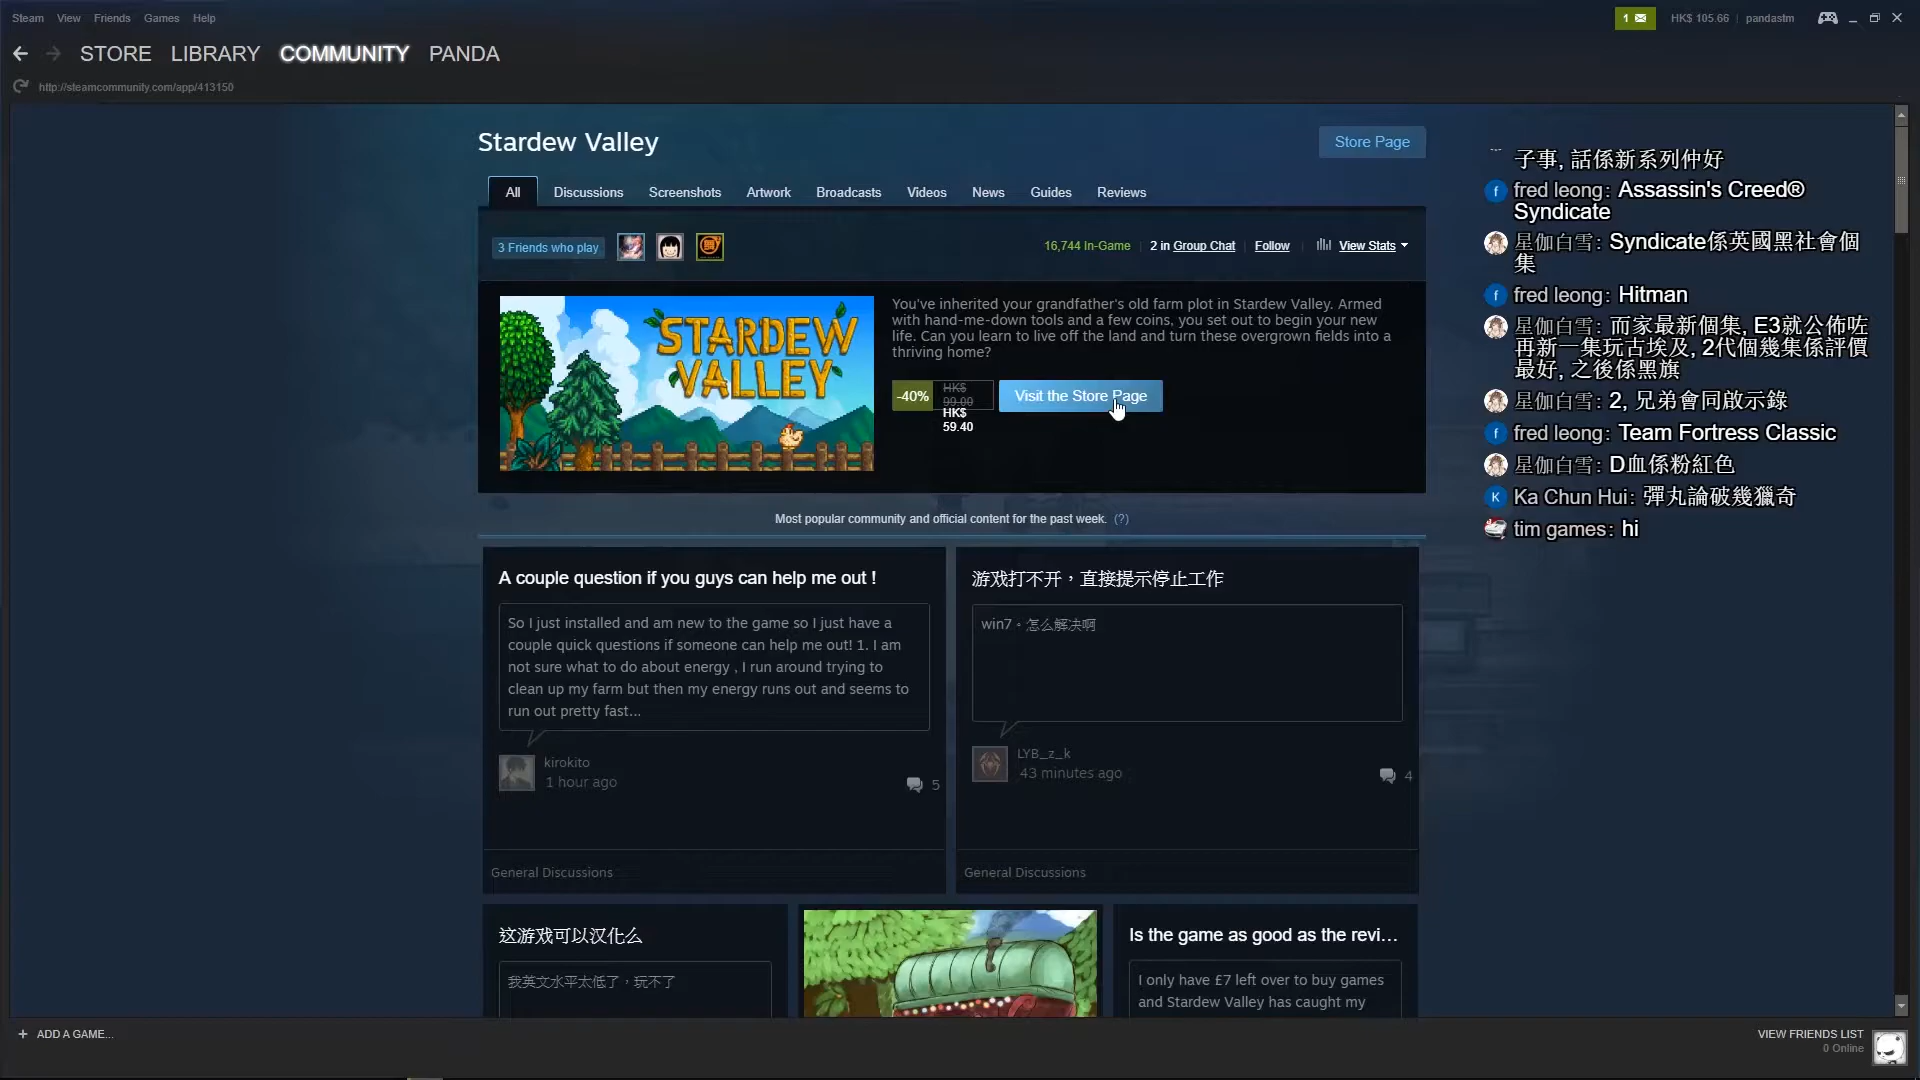 Steam View Friends Games Help
1
HK$ 105.66 pandastm
STORE LIBRARY COMMUNITY PANDA
http://steamcommunity.com/app/413150
Stardew Valley
Store Page
All Discussions Screenshots Artwork Broadcasts Videos News Guides Reviews
3 Friends who play
16,744 In-Game 2 in Group Chat Follow View Stats
STARDEW
VALLEY
You've inherited your grandfather's old farm plot in Stardew Valley. Armed
with hand-me-down tools and a few coins, you set out to begin your new
life. Can you learn to live off the land and turn these overgrown fields into a
thriving home?
-40%
HK$
99.00
HK$
59.40
Visit the Store Page
Most popular community and official content for the past week. (?)
A couple question if you guys can help me out !
So I just installed and am new to the game so I just have a
couple quick questions if someone can help me out! 1. I am
not sure what to do about energy , I run around trying to
clean up my farm but then my energy runs out and seems to
run out pretty fast...
kirokito
1 hour ago
5
General Discussions
游戏打不开，直接提示停止工作
win7。怎么解决啊
LYB_z_k
43 minutes ago
4
General Discussions
这游戏可以汉化么
我英文水平太低了，玩不了
Is the game as good as the revi...
I only have £7 left over to buy games
and Stardew Valley has caught my
子事, 話係新系列仲好
fred leong: Assassin's Creed®
Syndicate
星伽白雪: Syndicate係英國黑社會個
集
fred leong: Hitman
星伽白雪: 而家最新個集, E3就公佈咗
再新一集玩古埃及, 2代個幾集係評價
最好, 之後係黑旗
星伽白雪: 2, 兄弟會同啟示錄
fred leong: Team Fortress Classic
星伽白雪: D血係粉紅色
K Ka Chun Hui: 彈丸論破幾獵奇
tim games: hi
+ ADD A GAME...
VIEW FRIENDS LIST
0 Online